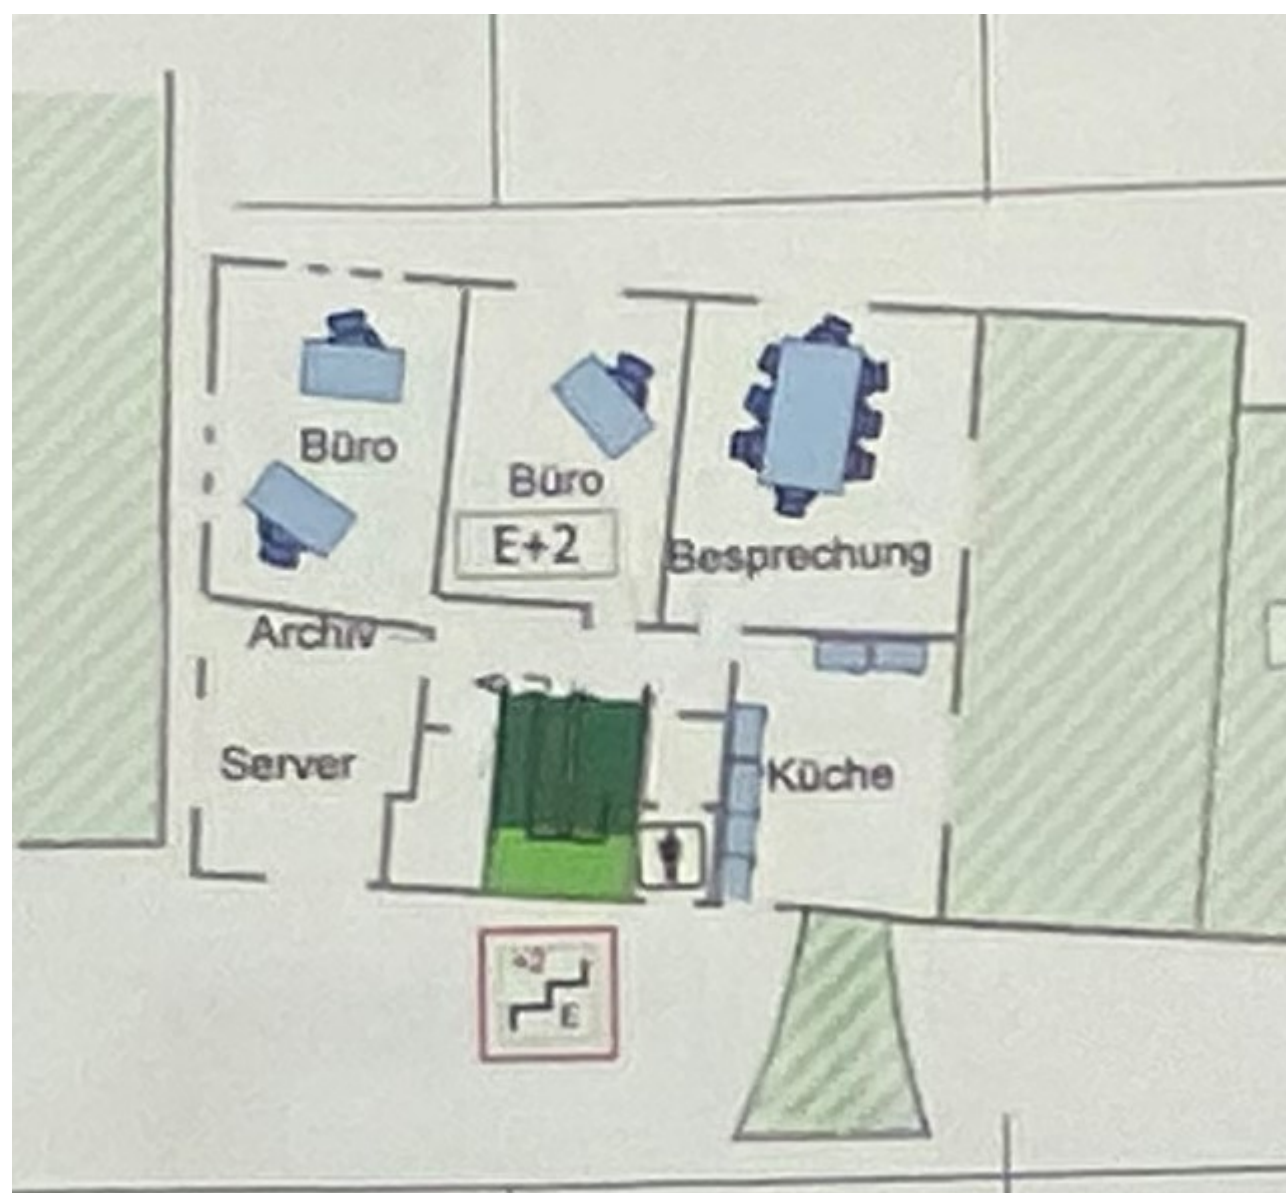 Büro
Büro
E+2
Besprechung
Archiv
Server
Küche
+2
E